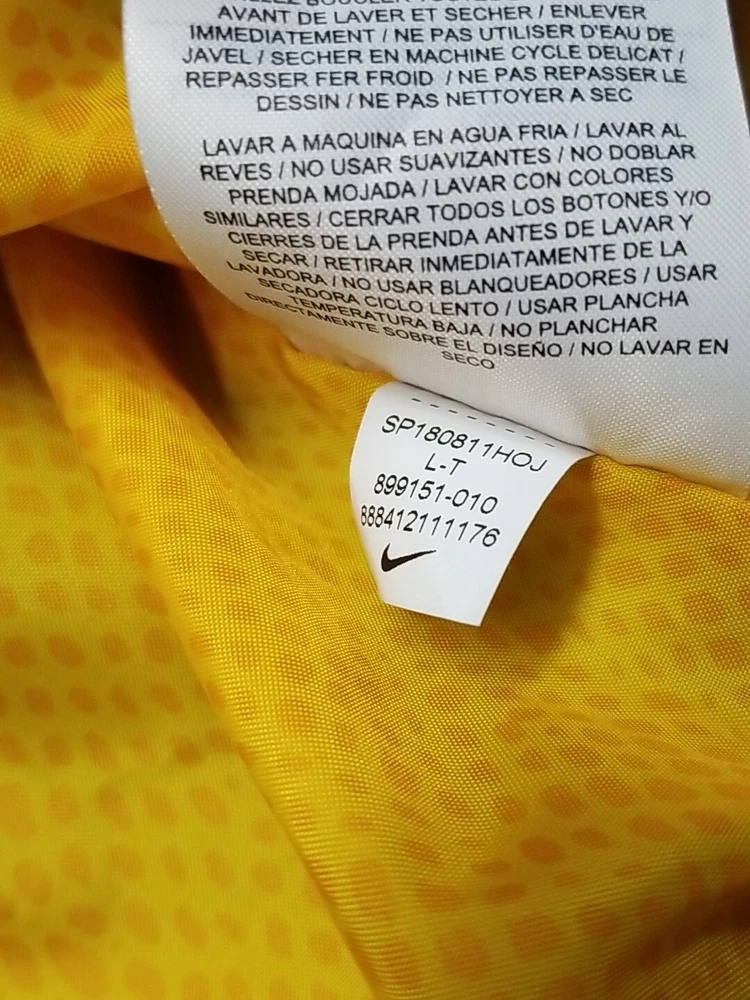 AVANT DE LAVER ET SECHER / ENLEVER
IMMEDIATEMENT / NE PAS UTILISER D'EAU DE
JAVEL / SECHER EN MACHINE CYCLE DELICAT /
REPASSER FER FROID / NE PAS REPASSER LE
DESSIN / NE PAS NETTOYER A SEC
LAVAR A MAQUINA EN AGUA FRIA / LAVAR AL
REVES / NO USAR SUAVIZANTES / NO DOBLAR
PRENDA MOJADA / LAVAR CON COLORES
SIMILARES / CERRAR TODOS LOS BOTONES Y/O
CIERRES DE LA PRENDA ANTES DE LAVAR Y
SECAR / RETIRAR INMEDIATAMENTE DE LA
LAVADORA / NO USAR BLANQUEADORES / USAR
SECADORA CICLO LENTO / USAR PLANCHA
TEMPERATURA BAJA / NO PLANCHAR
DIRECTAMENTE SOBRE EL DISEÑO / NO LAVAR EN
SECO
SP180811HOJ
L-T
899151-010
888412111176